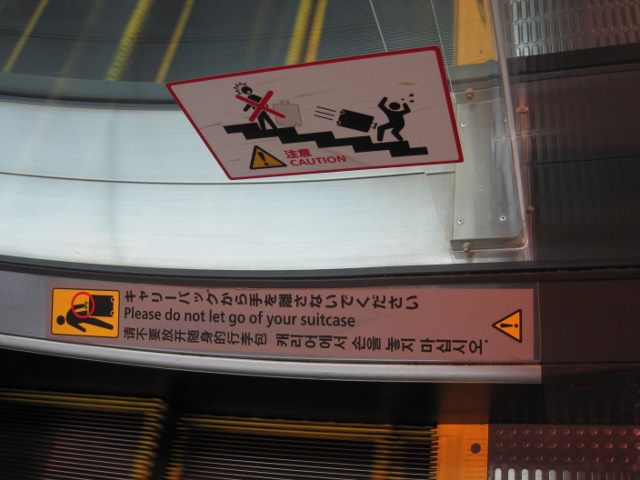 注意
CAUTION
キャリーバッグから手を離さないでください
Please do not let go of your suitcase
请不要放开随身的行李包 캐리어에서 손을 놓지 마십시오.